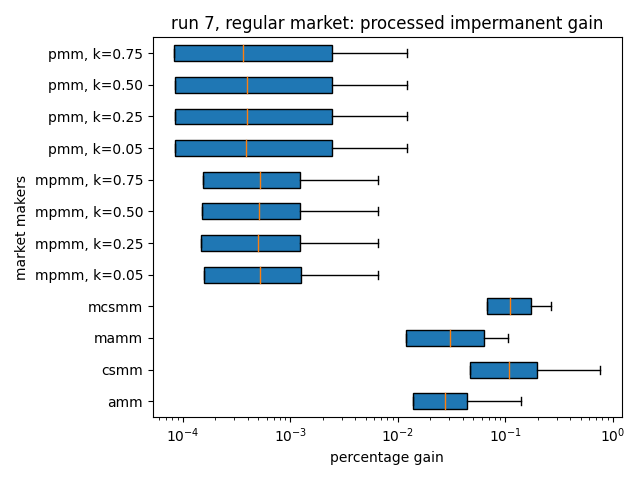 run 7, regular market: processed impermanent gain
pmm, k=0.75
pmm, k=0.50
pmm, k=0.25
pmm, k=0.05
mpmm, k=0.75
mpmm, k=0.50
mpmm, k=0.25
mpmm, k=0.05
mcsmm
mamm
csmm
amm
market makers
10⁻⁴ 10⁻³ 10⁻² 10⁻¹ 10⁰
percentage gain